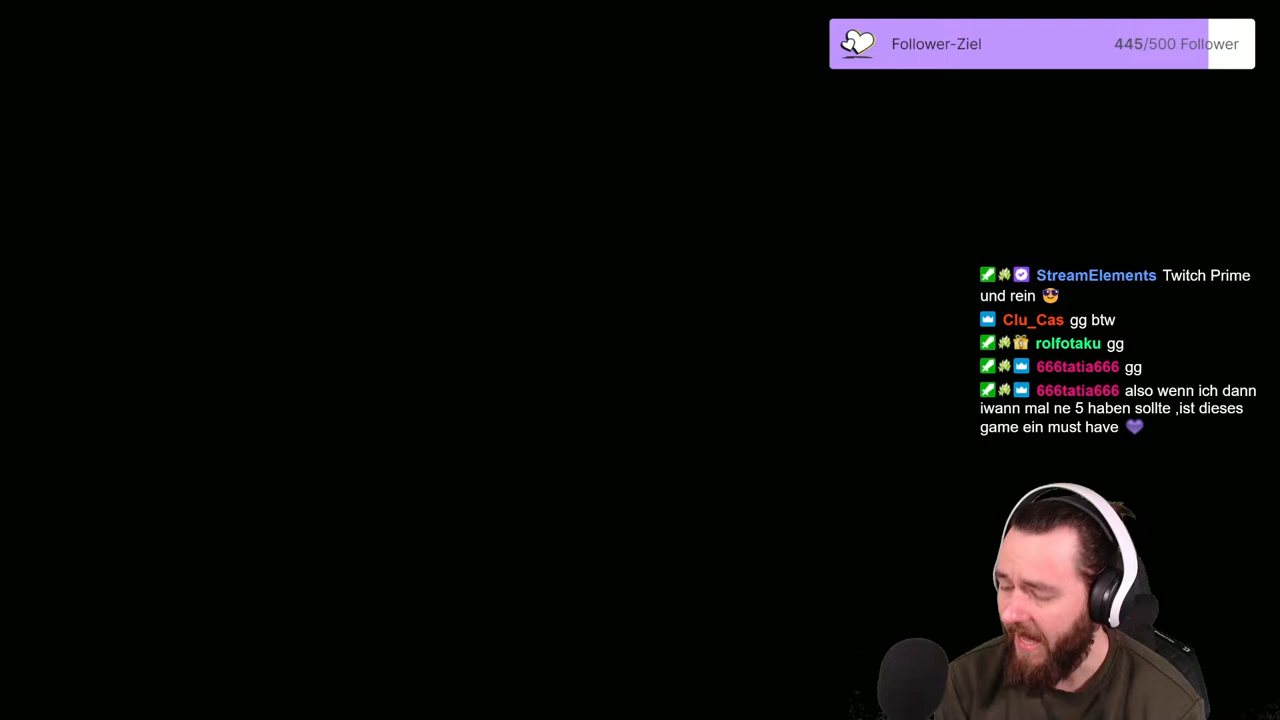 Follower-Ziel 445/500 Follower
StreamElements Twitch Prime
und rein
Clu_Cas gg btw
rolfotaku gg
666tatia666 gg
666tatia666 also wenn ich dann
iwann mal ne 5 haben sollte ,ist dieses
game ein must have